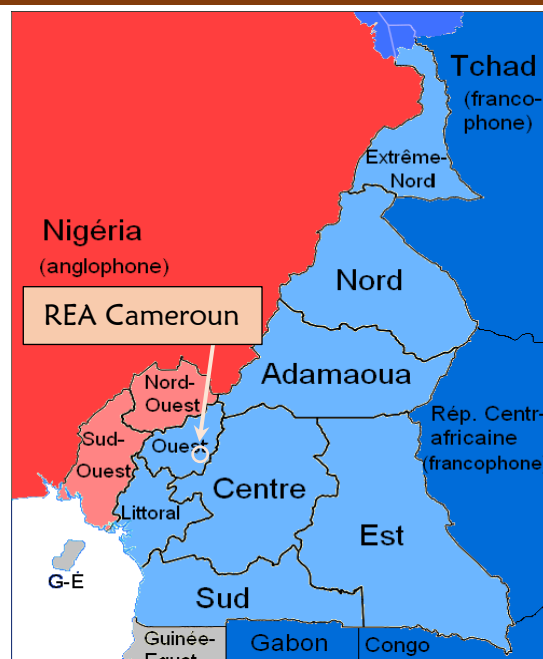 Tchad
(franco-
phone)
Extrême-
Nord
Nigéria
(anglophone)
Nord
REA Cameroun
Adamaoua
Nord-
Ouest
Rép. Centr-
africaine
(francophone
Sud-
Ouest
Ouest
Centre
Littoral
Est
G-É
Sud
Guinée-
Équat.
Gabon
Congo